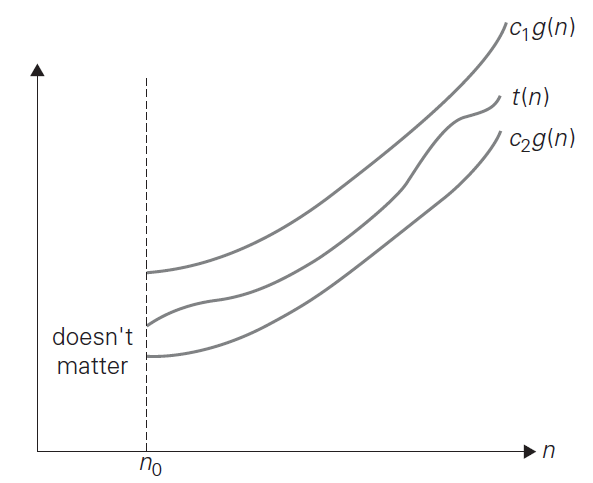 c₁g(n)
t(n)
c₂g(n)
doesn't
matter
n
n₀